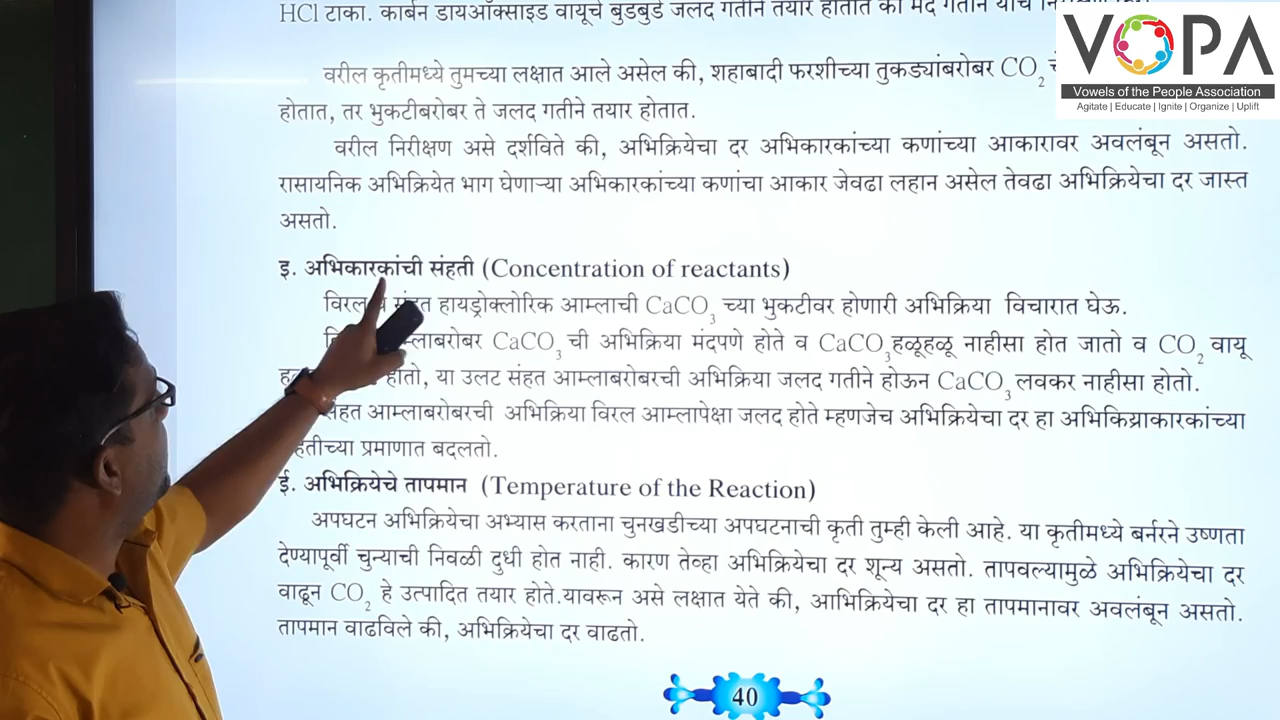 HCl टाका. कार्बन डायऑक्साइड वायूचे बुडबुडे जलद गतीने तयार होतात की मंद गतीने याचे
VOPA
Vowels of the People Association
Agitate | Educate | Ignite | Organize | Uplift
वरील कृतीमध्ये तुमच्या लक्षात आले असेल की, शहाबादी फरशीच्या तुकड्यांबरोबर CO₂
होतात, तर भुकटीबरोबर ते जलद गतीने तयार होतात.
वरील निरीक्षण असे दर्शविते की, अभिक्रियेचा दर अभिकारकांच्या कणांच्या आकारावर अवलंबून असतो.
रासायनिक अभिक्रियेत भाग घेणाऱ्या अभिकारकांच्या कणांचा आकार जेवढा लहान असेल तेवढा अभिक्रियेचा दर जास्त
असतो.
इ. अभिकारकांची संहती (Concentration of reactants)
विरल व संहत हायड्रोक्लोरिक आम्लाची CaCO₃ च्या भुकटीवर होणारी अभिक्रिया विचारात घेऊ.
CaCO₃ ची अभिक्रिया मंदपणे होते व CaCO₃हळूहळू नाहीसा होत जातो व CO₂ वायू
होतो, या उलट संहत आम्लाबरोबरची अभिक्रिया जलद गतीने होऊन CaCO₃ लवकर नाहीसा होतो.
संहत आम्लाबरोबरची अभिक्रिया विरल आम्लापेक्षा जलद होते म्हणजेच अभिक्रियेचा दर हा अभिकियाकारकांच्या
प्रमाणात बदलतो.
ई. अभिक्रियेचे तापमान (Temperature of the Reaction)
अपघटन अभिक्रियेचा अभ्यास करताना चुनखडीच्या अपघटनाची कृती तुम्ही केली आहे. या कृतीमध्ये बर्नरने उष्णता
देण्यापूर्वी चुन्याची निवळी दुधी होत नाही. कारण तेव्हा अभिक्रियेचा दर शून्य असतो. तापवल्यामुळे अभिक्रियेचा दर
वाढून CO₂ हे उत्पादित तयार होते.यावरून असे लक्षात येते की, आभिक्रियेचा दर हा तापमानावर अवलंबून असतो.
तापमान वाढविले की, अभिक्रियेचा दर वाढतो.
40